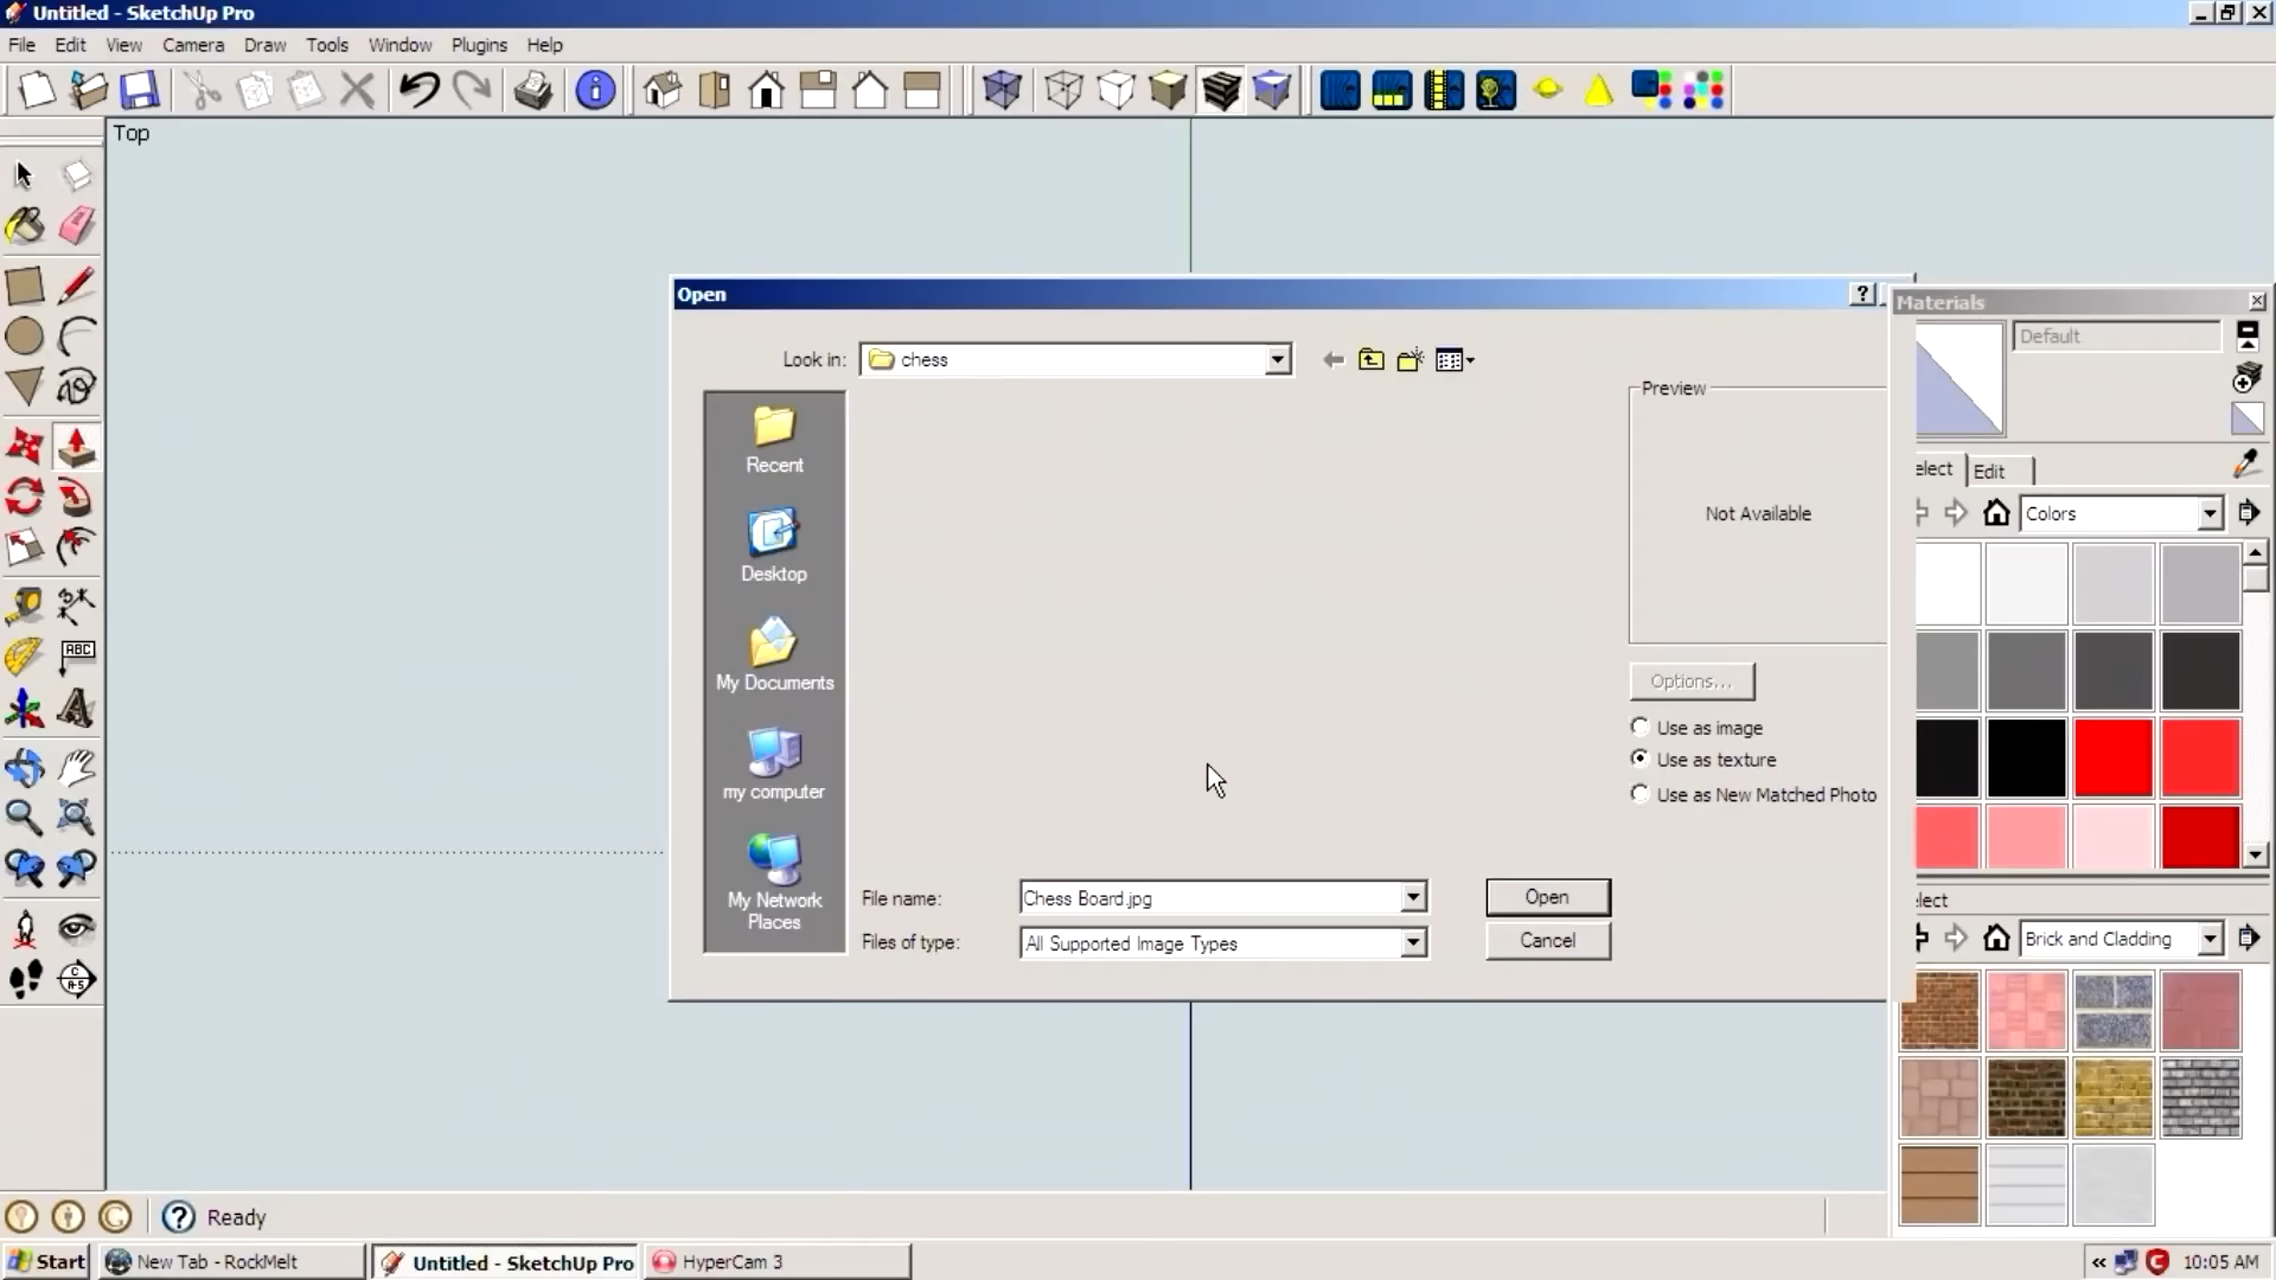 Untitled - SketchUp Pro
File Edit View Camera Draw Tools Window Plugins Help
Top
Open
Materials
Look in: chess
Default
Preview
Recent
elect Edit
Not Available
Colors
Desktop
ABC
My Documents
Options...
Use as image
Use as texture
my computer
Use as New Matched Photo
My Network
Places
File name: Chess Board.jpg Open
elect
Files of type: All Supported Image Types Cancel
Brick and Cladding
Ready
Start New Tab - RockMelt Untitled - SketchUp Pro HyperCam 3 10:05 AM